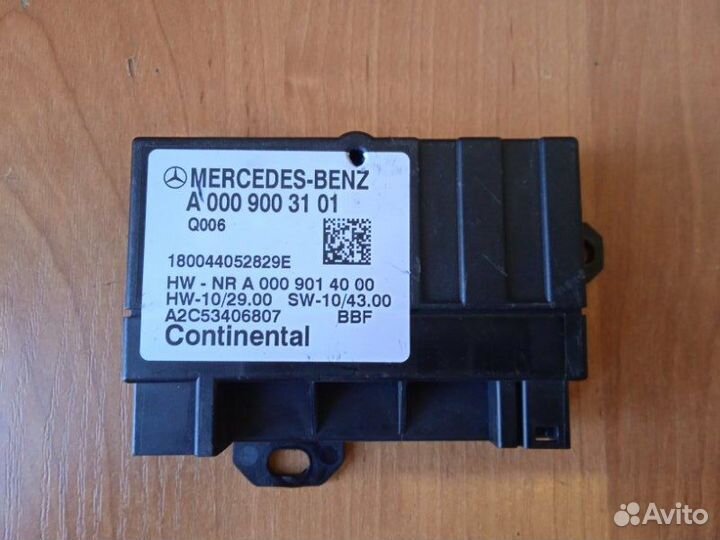 MERCEDES-BENZ
A 000 900 31 01
Q006
180044052829E
HW - NR A 000 901 40 00
HW-10/29.00 SW-10/43.00
A2C53406807 BBF
Continental
Avito